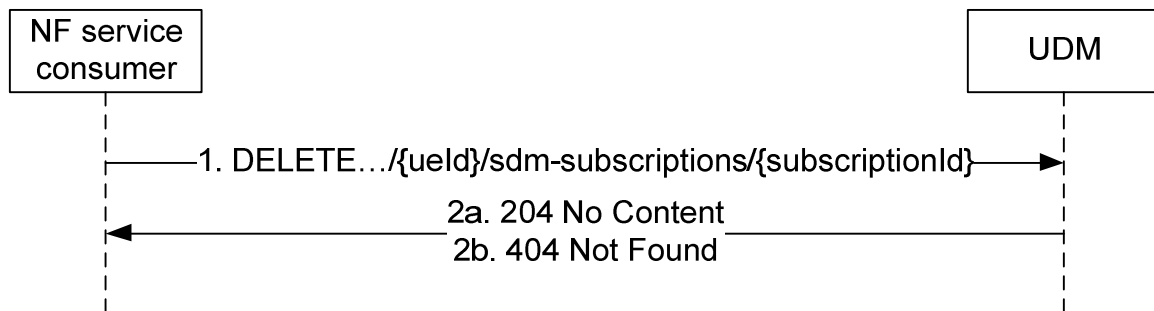 NF service
consumer
UDM
1. DELETE…/{ueId}/sdm-subscriptions/{subscriptionId}
2a. 204 No Content
2b. 404 Not Found